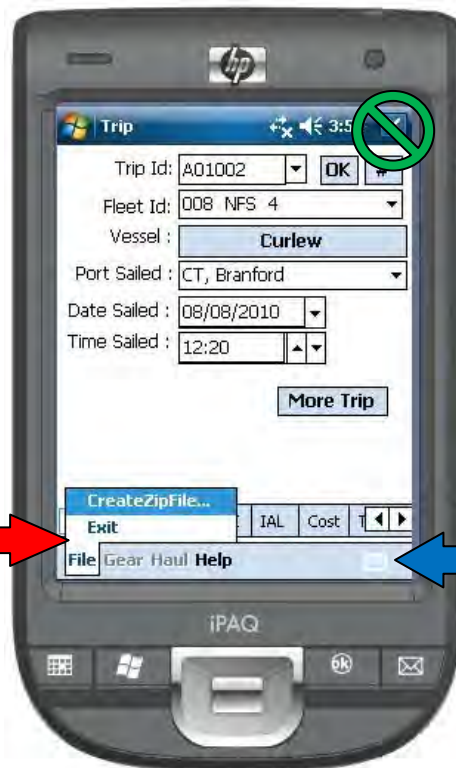 hp
Trip 3:5
Trip Id: A01002 OK #
Fleet Id: 008 NFS 4
Vessel : Curlew
Port Sailed : CT, Branford
Date Sailed : 08/08/2010
Time Sailed : 12:20
More Trip
CreateZipFile...
IAL Cost T
Exit
File Gear Haul Help
iPAQ
ok